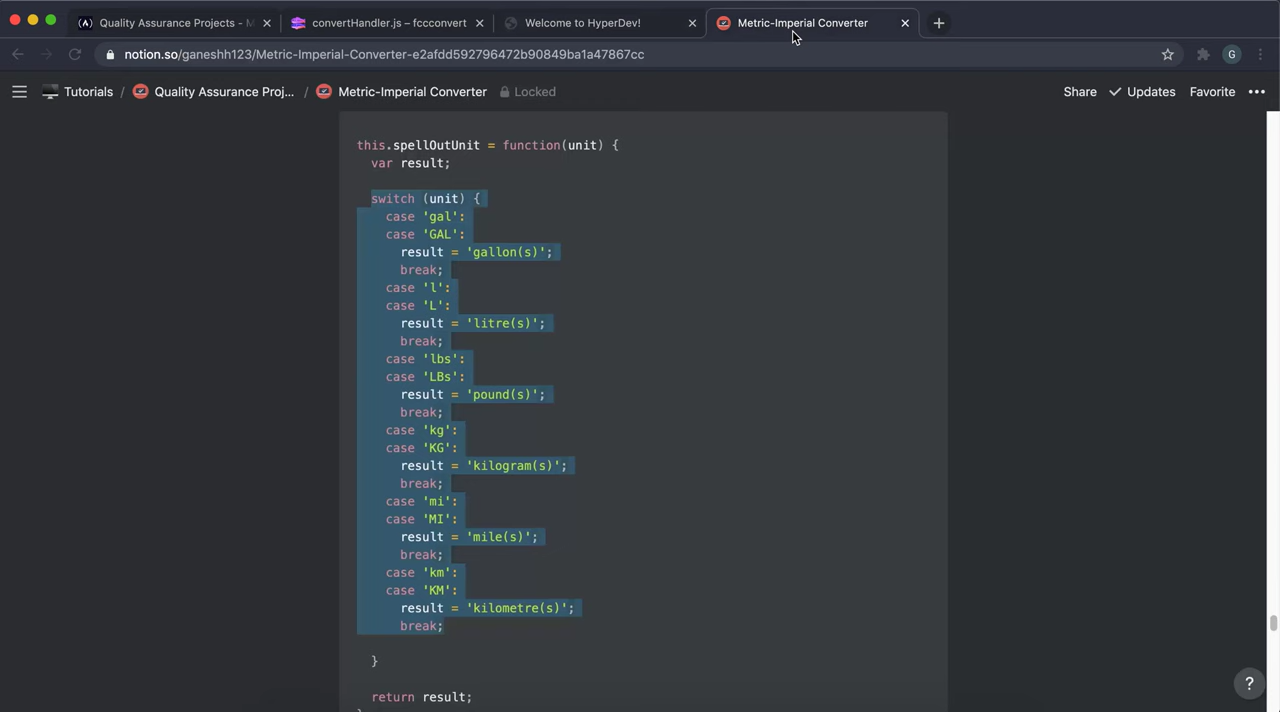 Quality Assurance Projects - M
convertHandler.js – fccconvert
Welcome to HyperDev!
Metric-Imperial Converter
notion.so/ganeshh123/Metric-Imperial-Converter-e2afdd592796472b90849ba1a47867cc
G
Tutorials / Quality Assurance Proj... / Metric-Imperial Converter Locked
Share Updates Favorite
this.spellOutUnit = function(unit) {
var result;
switch (unit) {
case 'gal':
case 'GAL':
result = 'gallon(s)';
break;
case 'l':
case 'L':
result = 'litre(s)';
break;
case 'lbs':
case 'LBs':
result = 'pound(s)';
break;
case 'kg':
case 'KG':
result = 'kilogram(s)';
break;
case 'mi':
case 'MI':
result = 'mile(s)';
break;
case 'km':
case 'KM':
result = 'kilometre(s)';
break;
}
return result;
?